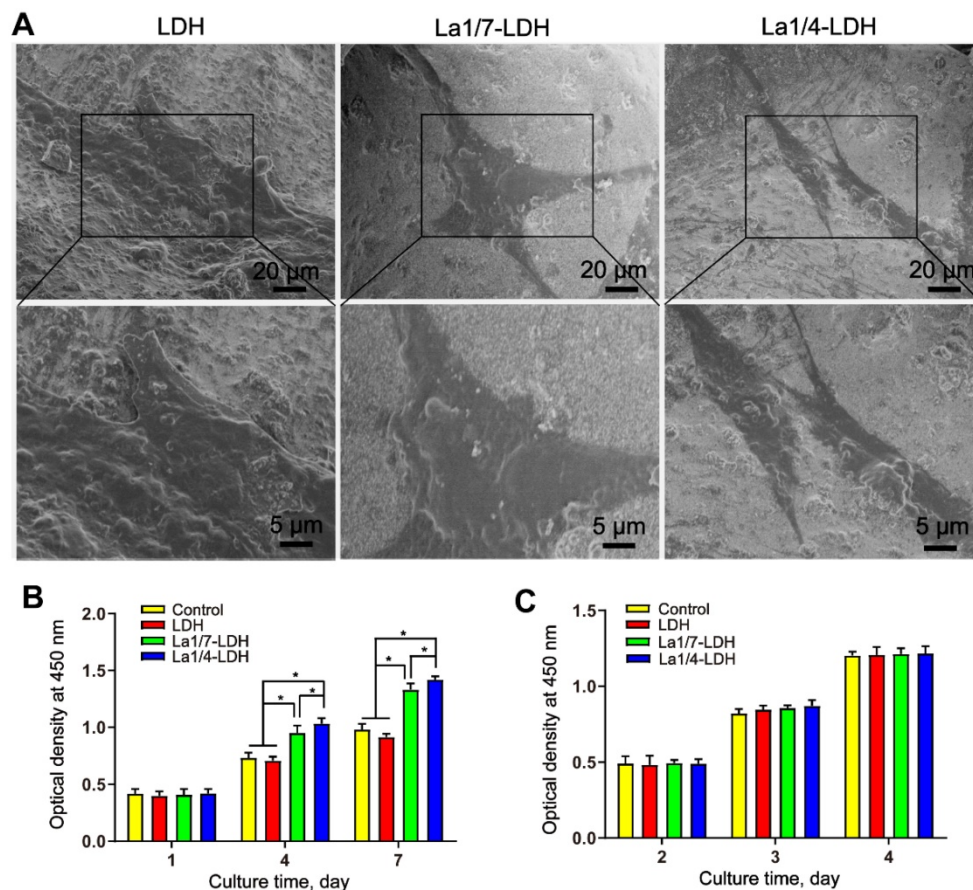 A
LDH
La1/7-LDH
La1/4-LDH
20 µm
20 µm
20 µm
5 µm
5 µm
5 µm
B
Optical density at 450 nm
2.0
1.5
1.0
0.5
0.0
Control
LDH
La1/7-LDH
La1/4-LDH
* * *
* * *
1 4 7
Culture time, day
C
Optical density at 450 nm
1.5
1.0
0.5
0.0
Control
LDH
La1/7-LDH
La1/4-LDH
2 3 4
Culture time, day